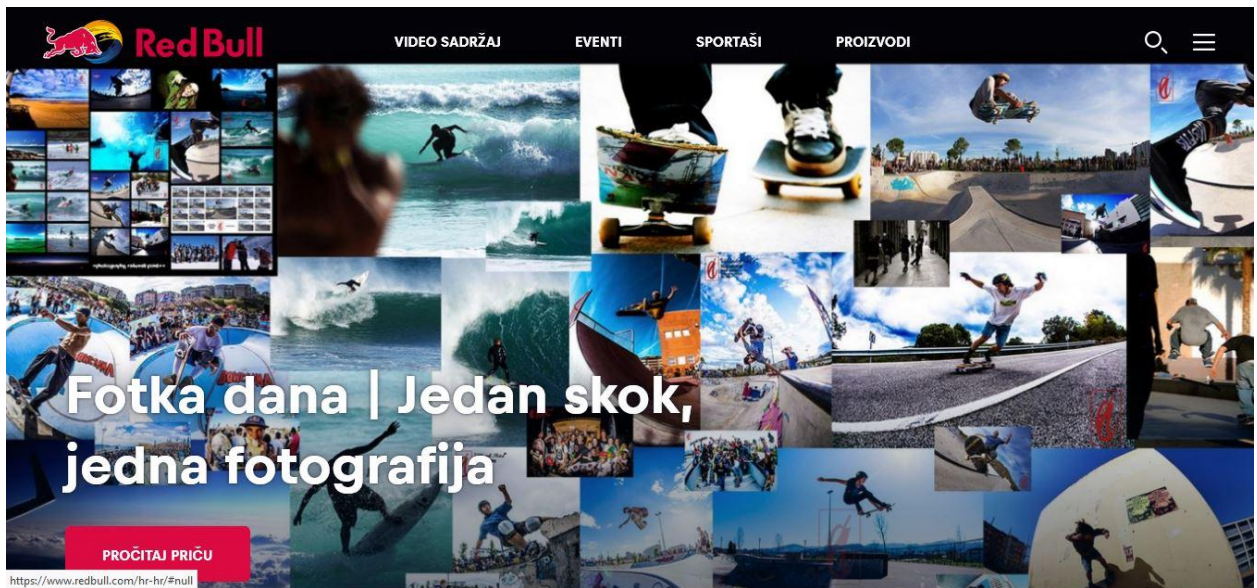 Red Bull
VIDEO SADRŽAJ
EVENTI
SPORTAŠI
PROIZVODI
Fotka dana | Jedan skok,
jedna fotografija
PROČITAJ PRIČU
https://www.redbull.com/hr-hr/#null